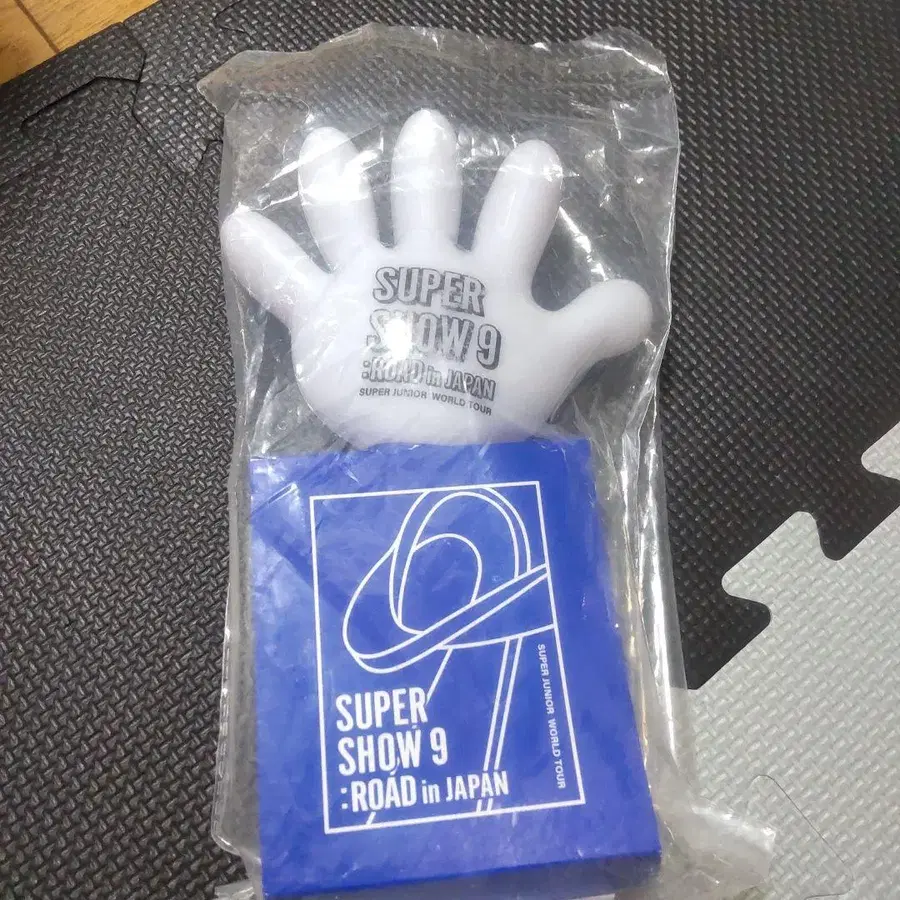 SUPER
SHOW 9
:ROAD in JAPAN
SUPER JUNIOR WORLD TOUR
SUPER
SHOW 9
:ROAD in JAPAN
SUPER JUNIOR WORLD TOUR